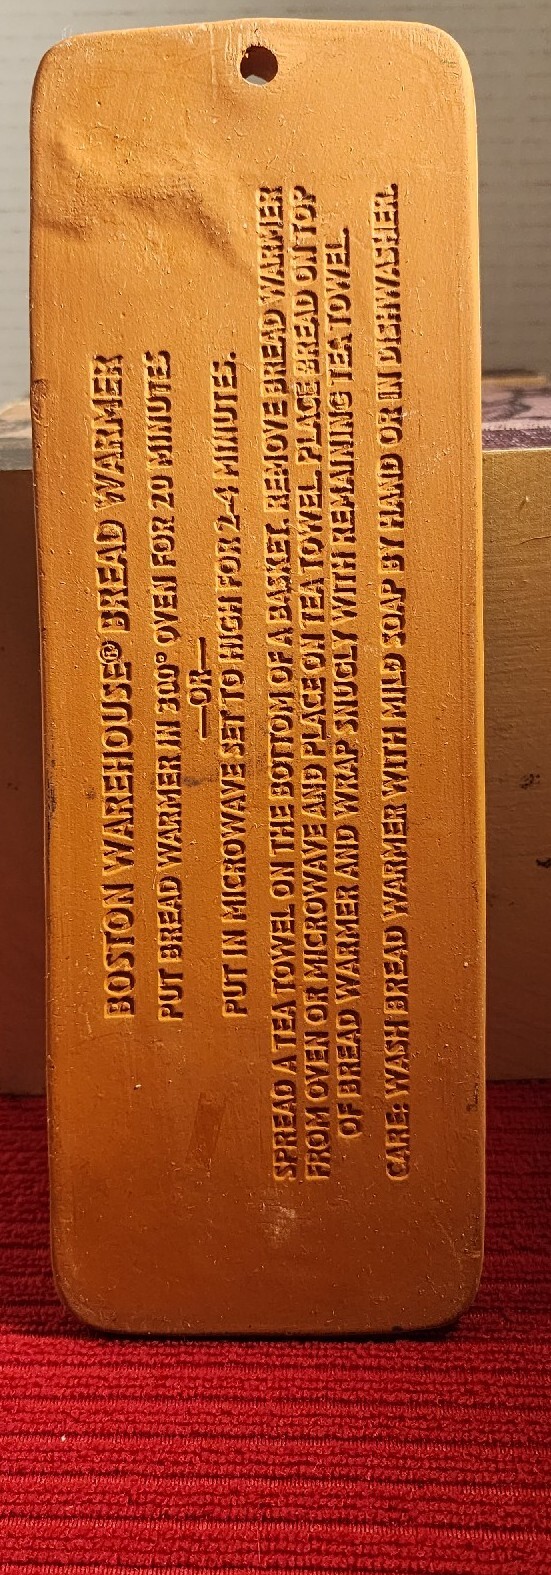 BOSTON WAREHOUSE® BREAD WARMER
PUT BREAD WARMER IN 300° OVEN FOR 20 MINUTES
—OR—
PUT IN MICROWAVE SET TO HIGH FOR 2-4 MINUTES.
SPREAD A TEA TOWEL ON THE BOTTOM OF A BASKET. REMOVE BREAD WARMER
FROM OVEN OR MICROWAVE AND PLACE ON TEA TOWEL. PLACE BREAD ON TOP
OF BREAD WARMER AND WRAP SNUGLY WITH REMAINING TEA TOWEL.
CARE: WASH BREAD WARMER WITH MILD SOAP BY HAND OR IN DISHWASHER.